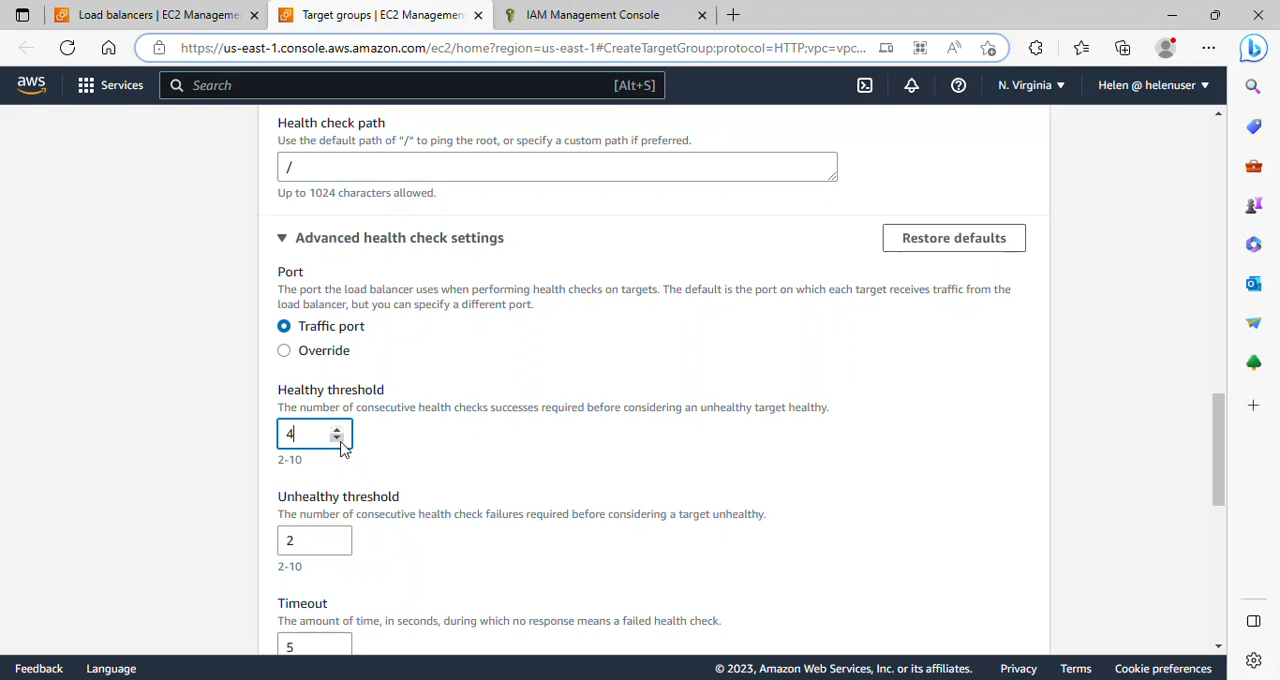 Load balancers | EC2 Manageme
Target groups | EC2 Managemen
IAM Management Console
https://us-east-1.console.aws.amazon.com/ec2/home?region=us-east-1#CreateTargetGroup:protocol=HTTP;vpc=vpc...
aws
Services
Search
[Alt+S]
N. Virginia
Helen @ helenuser
Health check path
Use the default path of "/" to ping the root, or specify a custom path if preferred.
/
Up to 1024 characters allowed.
Advanced health check settings
Restore defaults
Port
The port the load balancer uses when performing health checks on targets. The default is the port on which each target receives traffic from the
load balancer, but you can specify a different port.
Traffic port
Override
Healthy threshold
The number of consecutive health checks successes required before considering an unhealthy target healthy.
4
2-10
Unhealthy threshold
The number of consecutive health check failures required before considering a target unhealthy.
2
2-10
Timeout
The amount of time, in seconds, during which no response means a failed health check.
5
Feedback
Language
© 2023, Amazon Web Services, Inc. or its affiliates.
Privacy
Terms
Cookie preferences